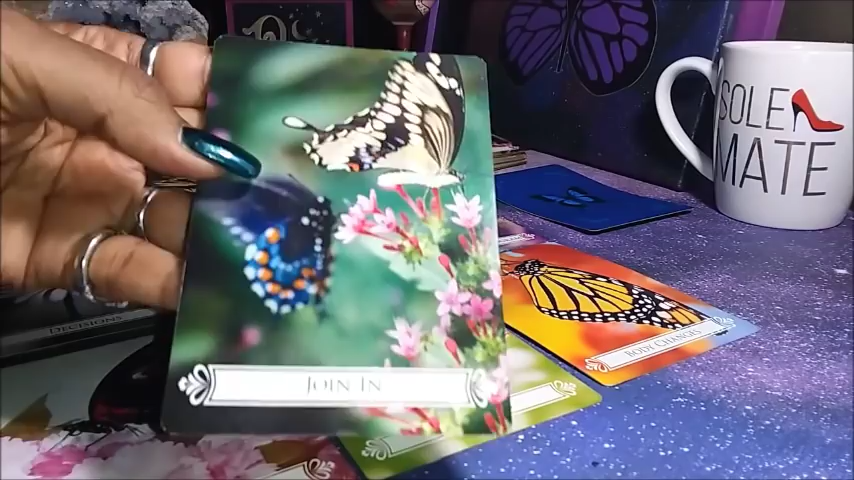 JOIN IN
SOLE
MATE
BODY CHANGES
DECISIONS